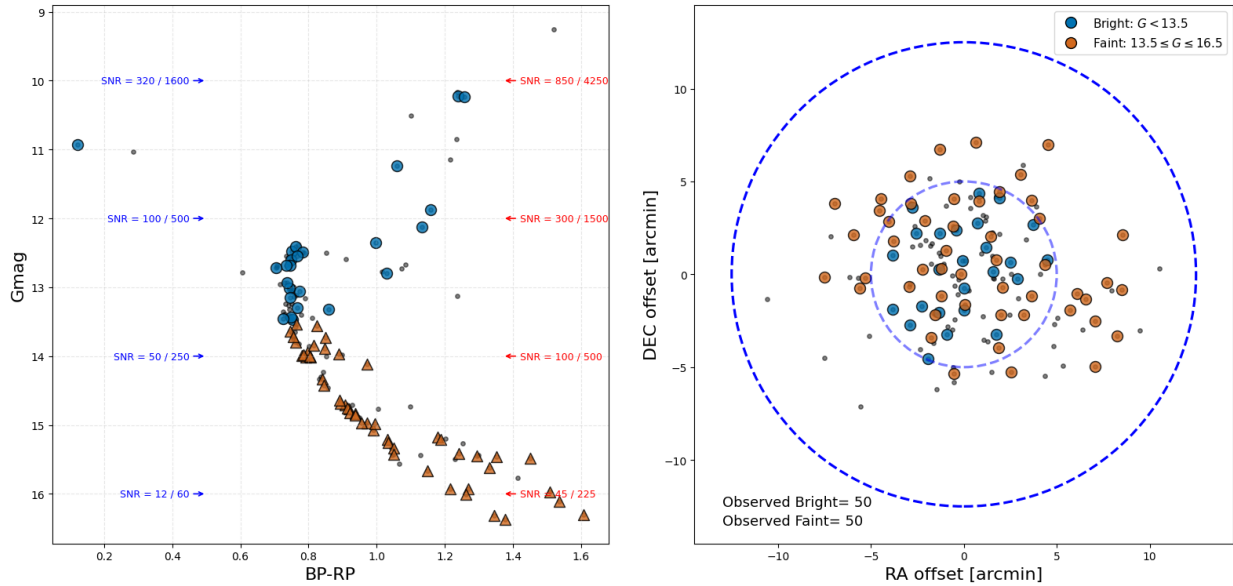 9
10
11
12
13
14
15
16
Gmag
SNR = 320 / 1600
SNR = 850 / 4250
SNR = 100 / 500
SNR = 300 / 1500
SNR = 50 / 250
SNR = 100 / 500
SNR = 12 / 60
SNR = 45 / 225
0.2 0.4 0.6 0.8 1.0 1.2 1.4 1.6
BP-RP
Bright: G < 13.5
Faint: 13.5 ≤ G ≤ 16.5
10
5
0
−5
−10
DEC offset [arcmin]
Observed Bright= 50
Observed Faint= 50
−10 −5 0 5 10
RA offset [arcmin]